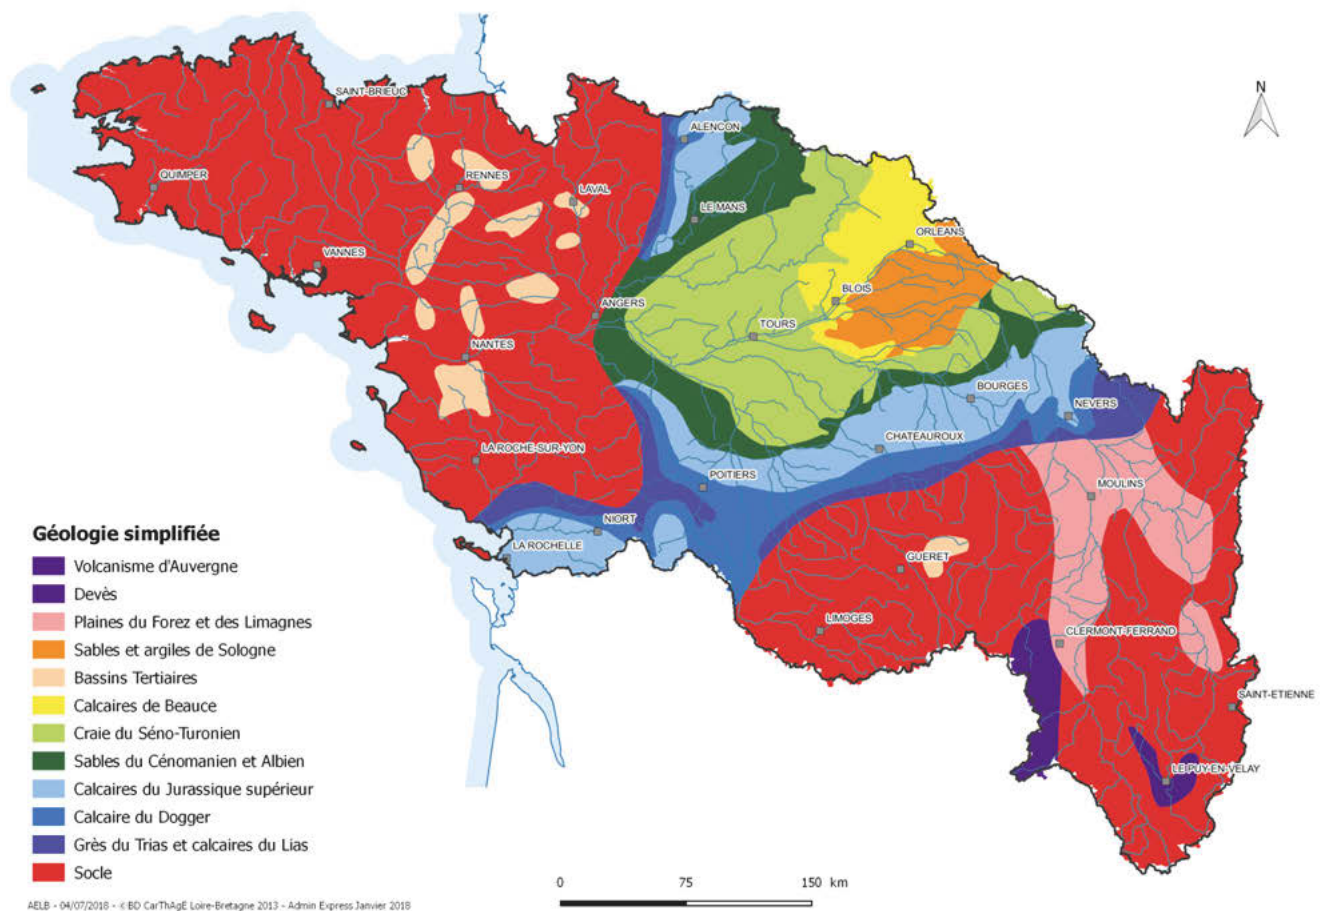 N
SAINT-BRIEUC
ALENCON
QUIMPER
RENNES
LAVAL
LE MANS
ORLEANS
VANNES
BLOIS
ANGERS
TOURS
NANTES
BOURGES
NEVERS
CHATEAUROUX
LA ROCHE-SUR-YON
POITIERS
MOULINS
NIORT
LA ROCHELLE
GUERET
LIMOGES
CLERMONT-FERRAND
SAINT-ETIENNE
LE PUY-EN-VELAY
Géologie simplifiée
Volcanisme d'Auvergne
Devès
Plaines du Forez et des Limagnes
Sables et argiles de Sologne
Bassins Tertiaires
Calcaires de Beauce
Craie du Séno-Turonien
Sables du Cénomanien et Albien
Calcaires du Jurassique supérieur
Calcaire du Dogger
Grès du Trias et calcaires du Lias
Socle
0 75 150 km
AELB - 04/07/2018 - © BD CarThAgE Loire-Bretagne 2013 - Admin Express Janvier 2018